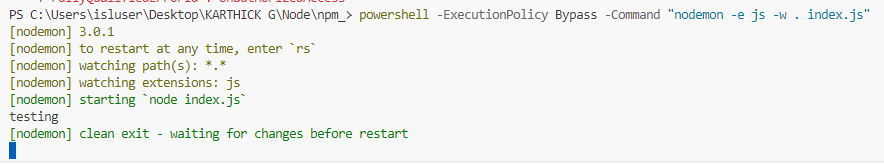 PS C:\Users\isluser\Desktop\KARTHICK G\Node\npm_> powershell -ExecutionPolicy Bypass -Command "nodemon -e js -w . index.js"
[nodemon] 3.0.1
[nodemon] to restart at any time, enter `rs`
[nodemon] watching path(s): *.*
[nodemon] watching extensions: js
[nodemon] starting `node index.js`
testing
[nodemon] clean exit - waiting for changes before restart